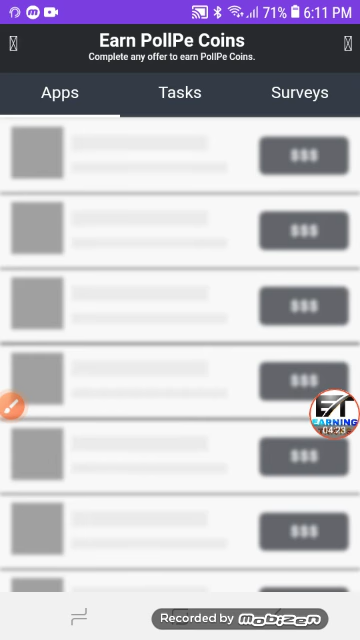 71% 6:11 PM
Earn PollPe Coins
Complete any offer to earn PollPe Coins.
Apps Tasks Surveys
$$$
$$$
$$$
$$$
ET
EARNING
04:23
$$$
$$$
Recorded by Mobizen